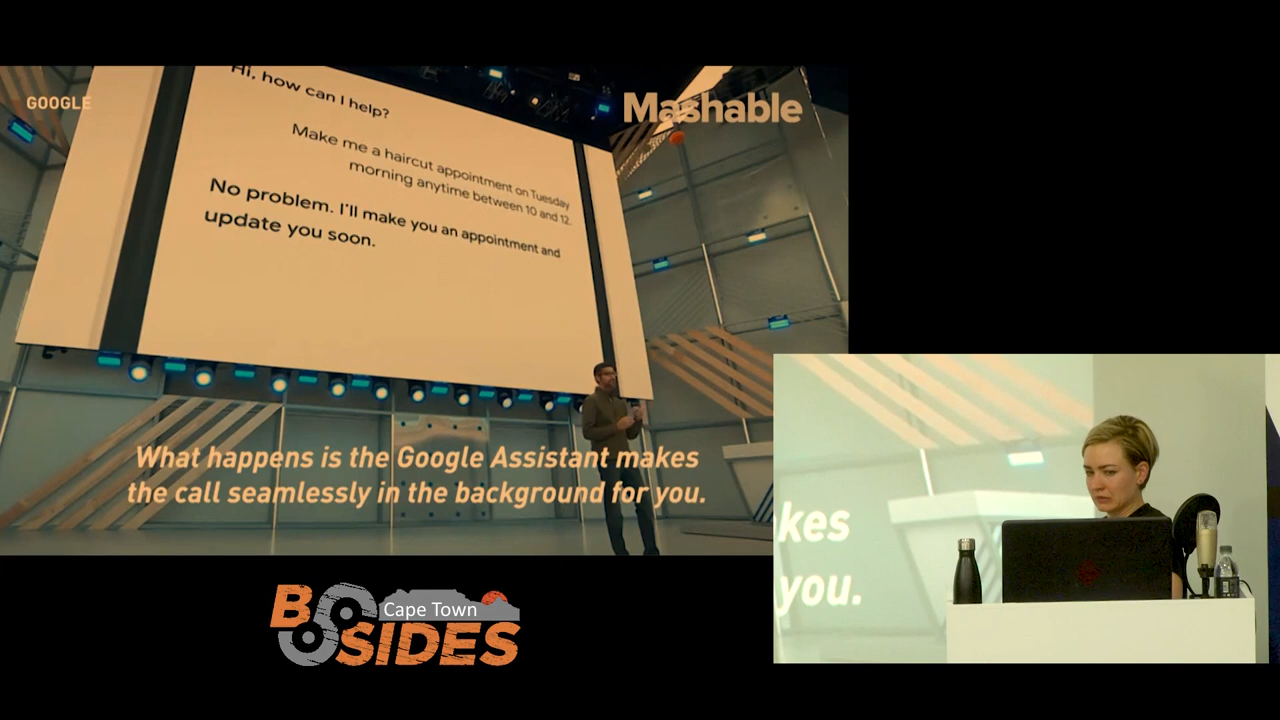 GOOGLE
Mashable
Hi, how can I help?
Make me a haircut appointment on Tuesday
morning anytime between 10 and 12.
No problem. I'll make you an appointment and
update you soon.
What happens is the Google Assistant makes
the call seamlessly in the background for you.
kes
you.
BSIDES
Cape Town